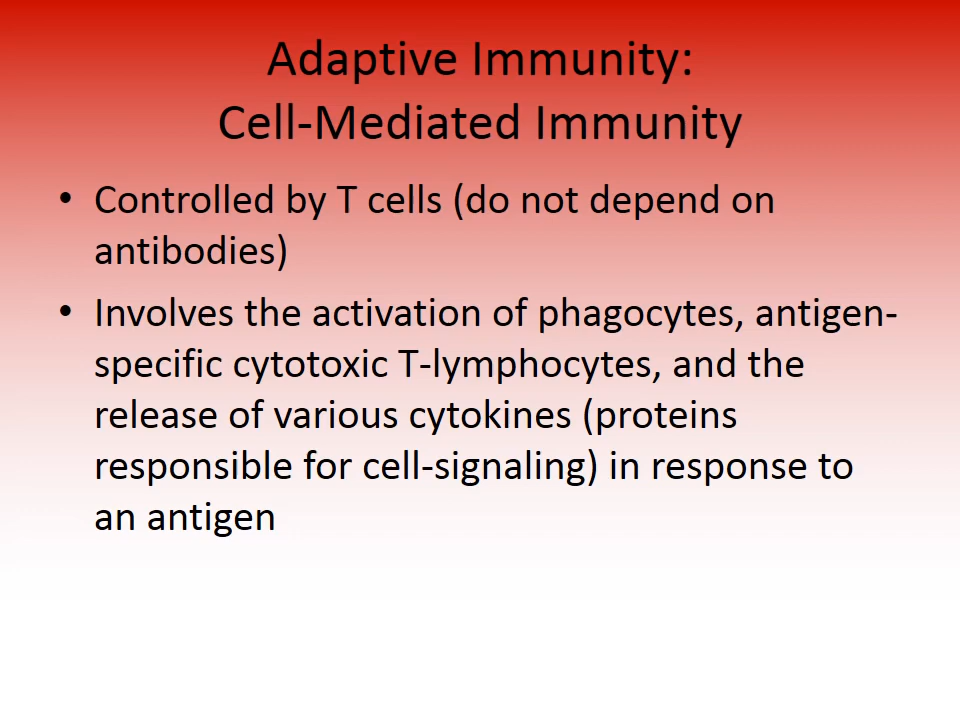 Adaptive Immunity:
Cell-Mediated Immunity
• Controlled by T cells (do not depend on
antibodies)
• Involves the activation of phagocytes, antigen-
specific cytotoxic T-lymphocytes, and the
release of various cytokines (proteins
responsible for cell-signaling) in response to
an antigen